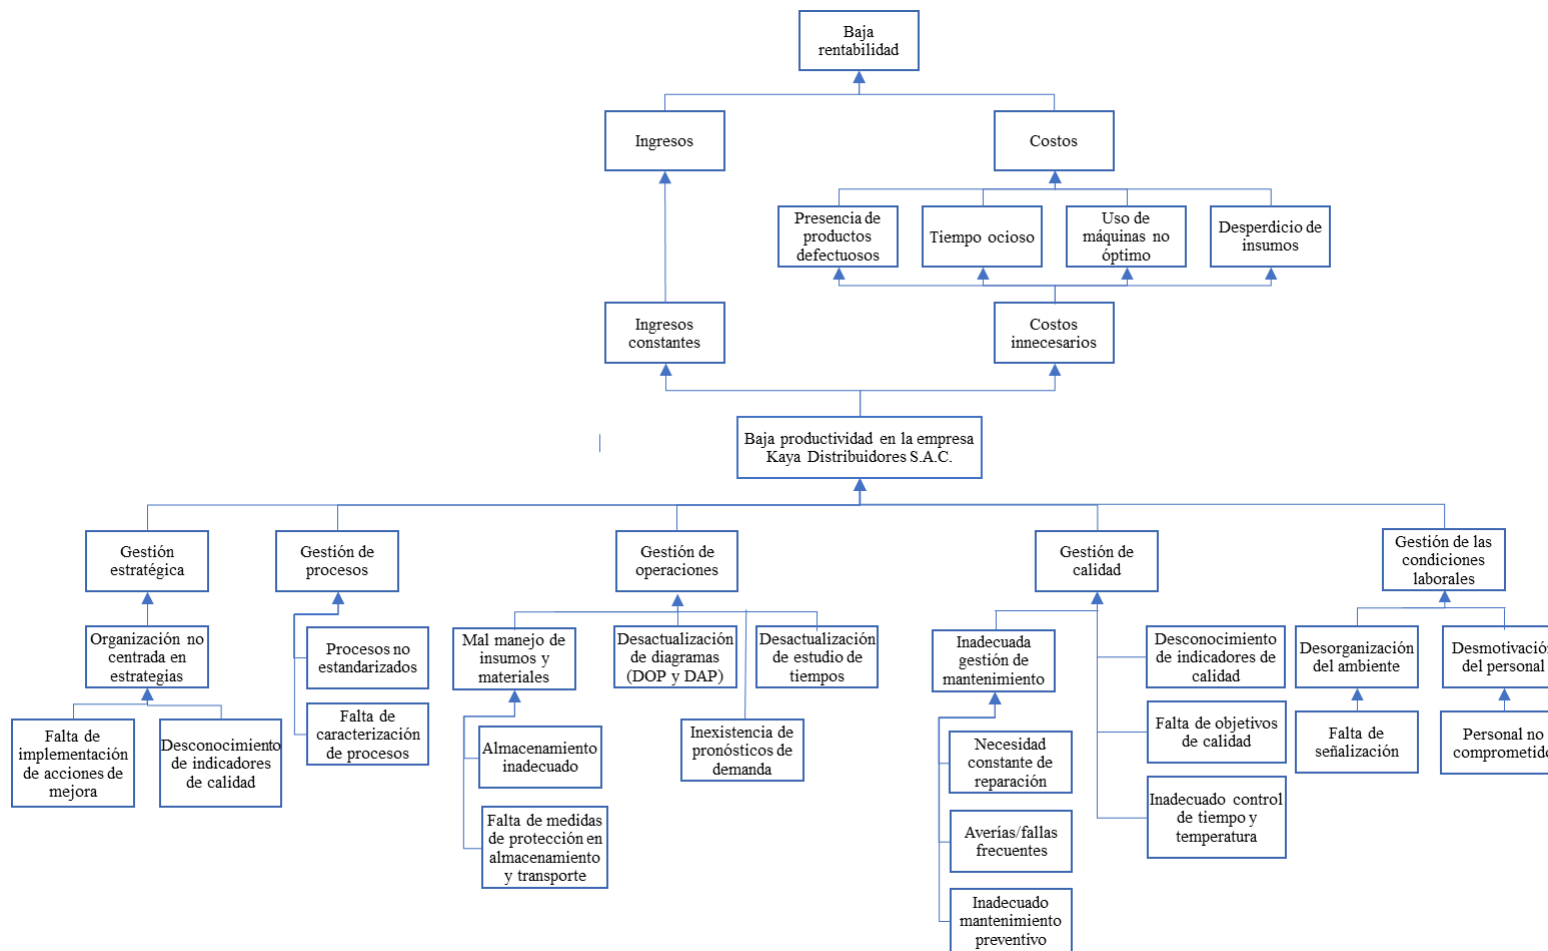 Baja
rentabilidad
Ingresos
Costos
Presencia de
productos
defectuosos
Tiempo ocioso
Uso de
máquinas no
óptimo
Desperdicio de
insumos
Ingresos
constantes
Costos
innecesarios
Baja productividad en la empresa
Kaya Distribuidores S.A.C.
Gestión
estratégica
Gestión de
procesos
Gestión de
operaciones
Gestión de
calidad
Gestión de las
condiciones
laborales
Organización no
centrada en
estrategias
Falta de
implementación
de acciones de
mejora
Desconocimiento
de indicadores
de calidad
Procesos no
estandarizados
Falta de
caracterización
de procesos
Mal manejo de
insumos y
materiales
Almacenamiento
inadecuado
Falta de medidas
de protección en
almacenamiento
y transporte
Desactualización
de diagramas
(DOP y DAP)
Inexistencia de
pronósticos de
demanda
Desactualización
de estudio de
tiempos
Inadecuada
gestión de
mantenimiento
Necesidad
constante de
reparación
Averías/fallas
frecuentes
Inadecuado
mantenimiento
preventivo
Desconocimiento
de indicadores de
calidad
Falta de objetivos
de calidad
Inadecuado control
de tiempo y
temperatura
Desorganización
del ambiente
Falta de
señalización
Desmotivación
del personal
Personal no
comprometido